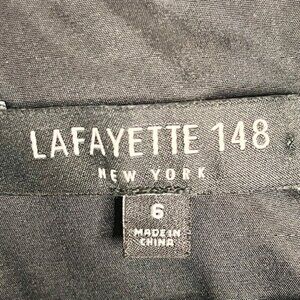 LAFAYETTE 148
NEW YORK
6
MADE IN
CHINA